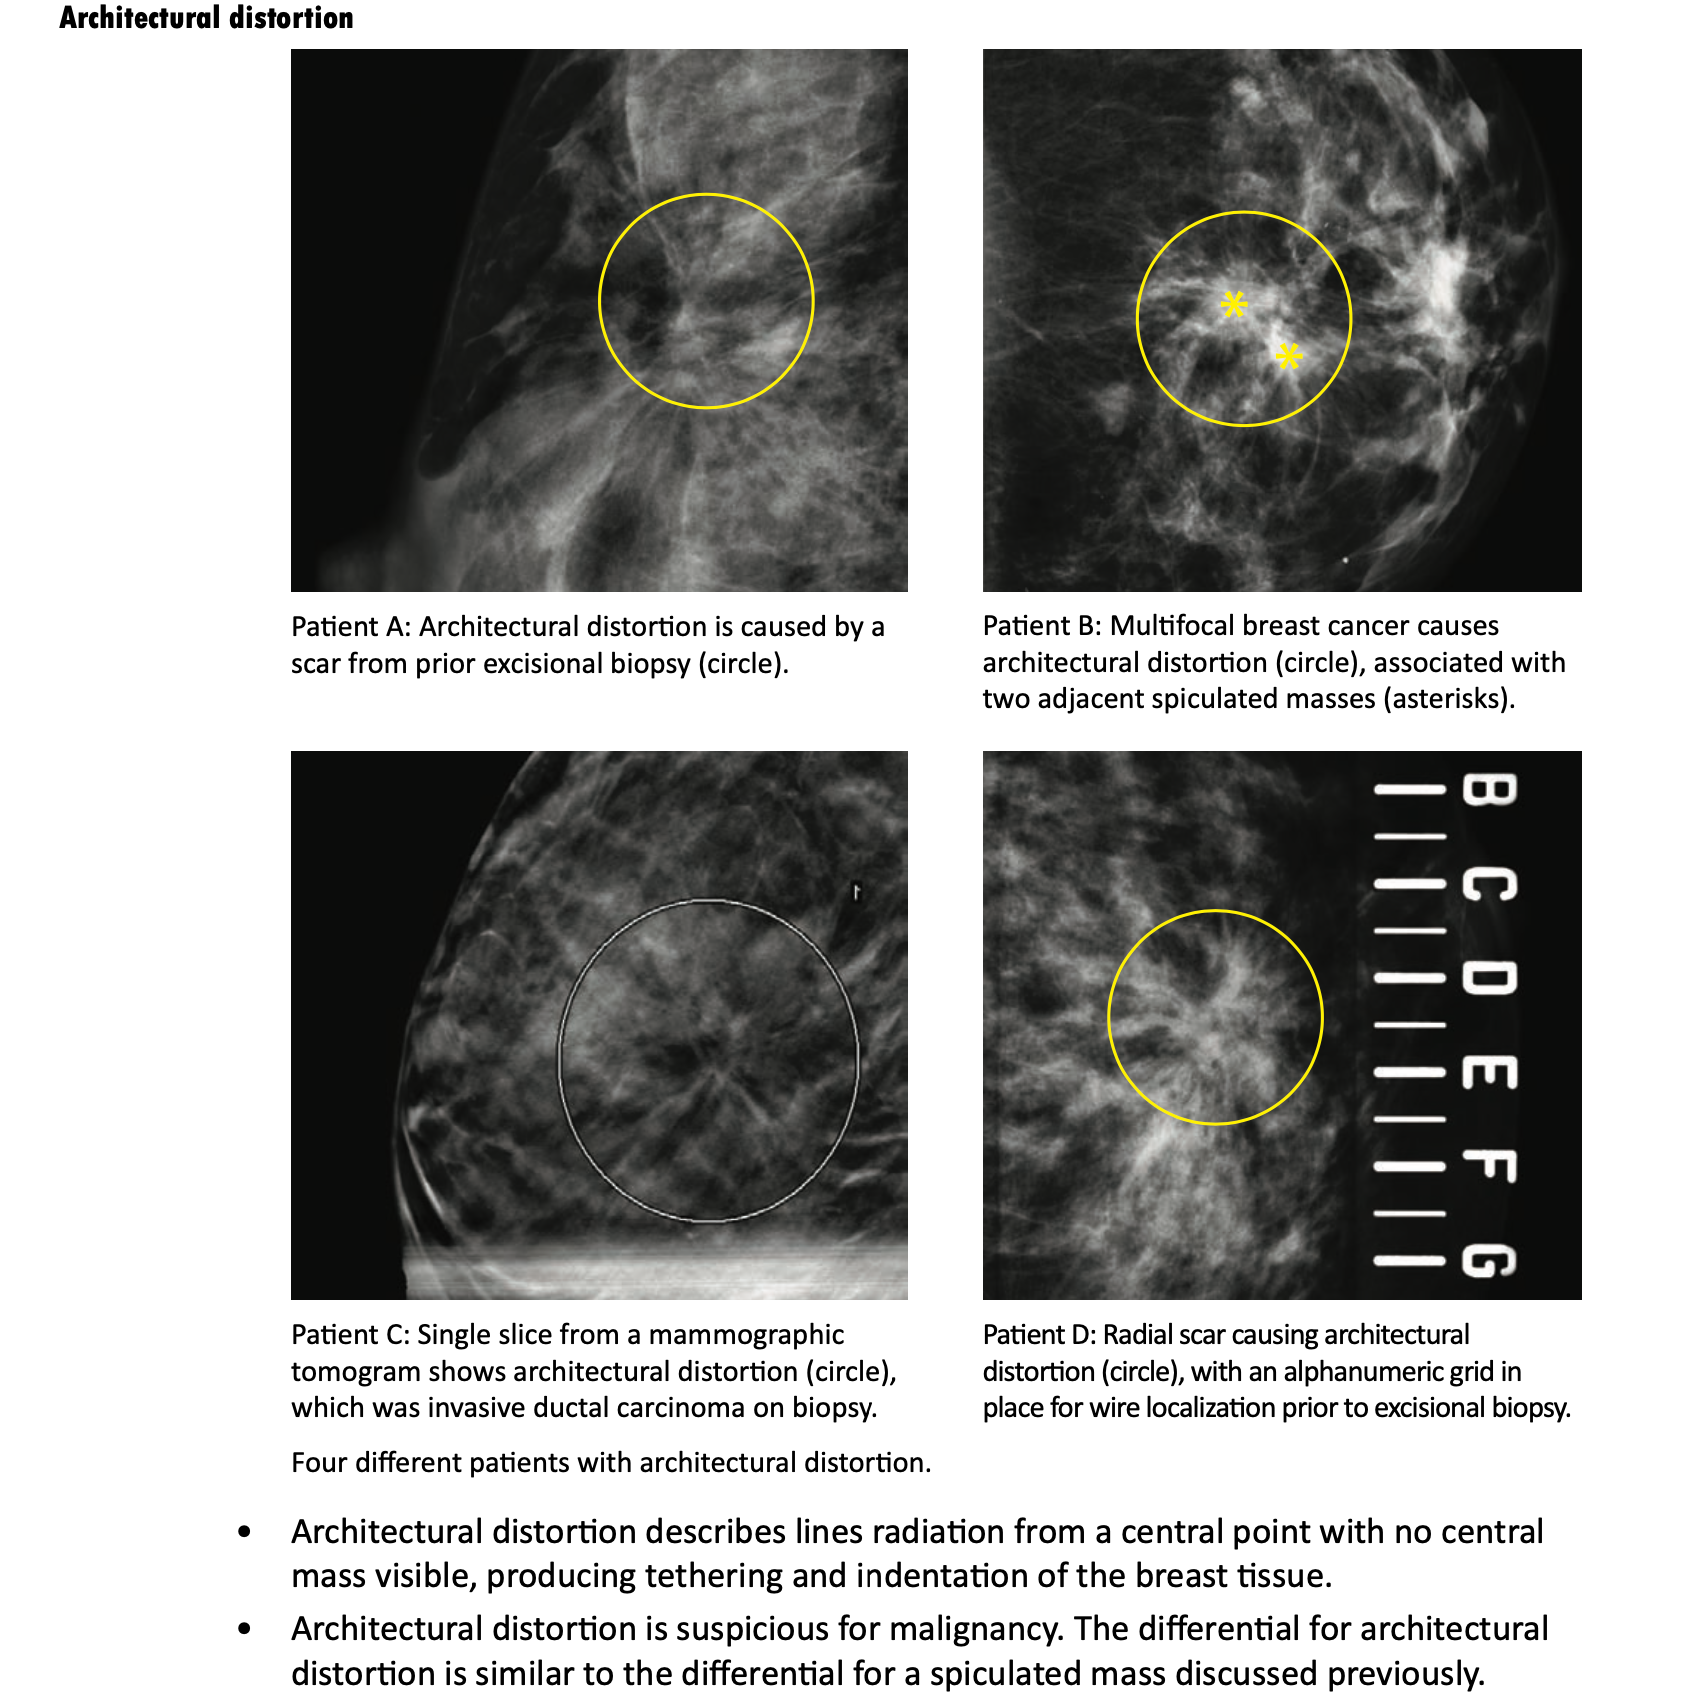 Architectural distortion
*
*
Patient A: Architectural distortion is caused by a
scar from prior excisional biopsy (circle).
Patient B: Multifocal breast cancer causes
architectural distortion (circle), associated with
two adjacent spiculated masses (asterisks).
B
C
D
E
F
G
Patient C: Single slice from a mammographic
tomogram shows architectural distortion (circle),
which was invasive ductal carcinoma on biopsy.
Patient D: Radial scar causing architectural
distortion (circle), with an alphanumeric grid in
place for wire localization prior to excisional biopsy.
Four different patients with architectural distortion.
• Architectural distortion describes lines radiation from a central point with no central
mass visible, producing tethering and indentation of the breast tissue.
• Architectural distortion is suspicious for malignancy. The differential for architectural
distortion is similar to the differential for a spiculated mass discussed previously.